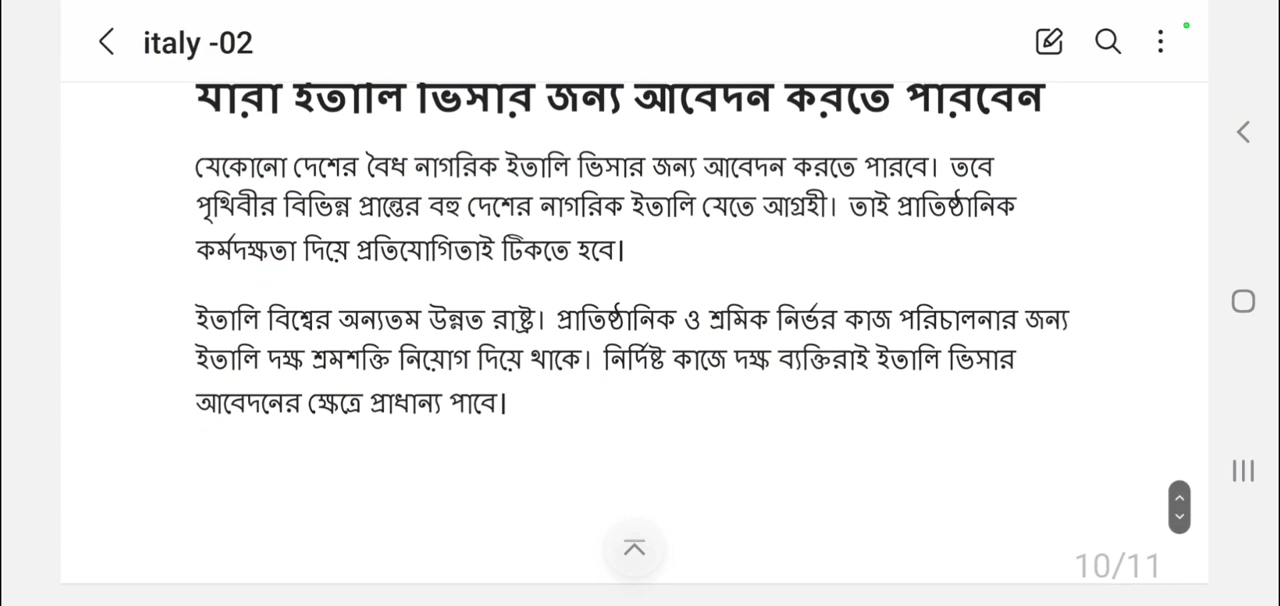 italy -02
যারা ইতালি ভিসার জন্য আবেদন করতে পারবেন
যেকোনো দেশের বৈধ নাগরিক ইতালি ভিসার জন্য আবেদন করতে পারবে। তবে
পৃথিবীর বিভিন্ন প্রান্তের বহু দেশের নাগরিক ইতালি যেতে আগ্রহী। তাই প্রাতিষ্ঠানিক
কর্মদক্ষতা দিয়ে প্রতিযোগিতাই টিকতে হবে।
ইতালি বিশ্বের অন্যতম উন্নত রাষ্ট্র। প্রাতিষ্ঠানিক ও শ্রমিক নির্ভর কাজ পরিচালনার জন্য
ইতালি দক্ষ শ্রমশক্তি নিয়োগ দিয়ে থাকে। নির্দিষ্ট কাজে দক্ষ ব্যক্তিরাই ইতালি ভিসার
আবেদনের ক্ষেত্রে প্রাধান্য পাবে।
10/11